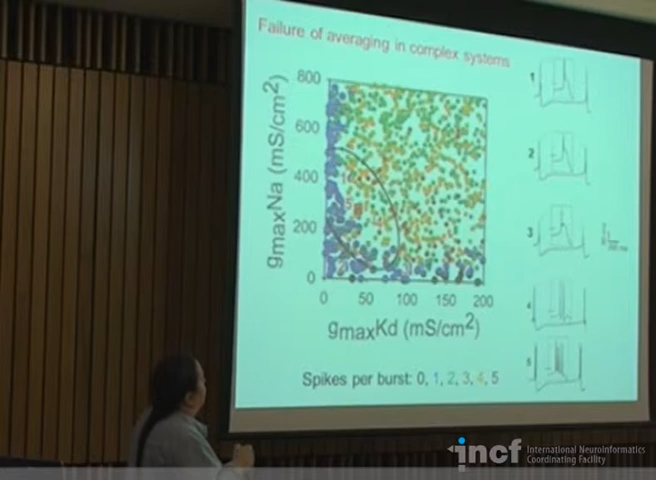 Failure of averaging in complex systems
gmaxNa (mS/cm2)
800
600
400
200
0
0 50 100 150 200
gmaxKd (mS/cm2)
Spikes per burst: 0, 1, 2, 3, 4, 5
1
2
3
4
5
incf International Neuroinformatics
Coordinating Facility